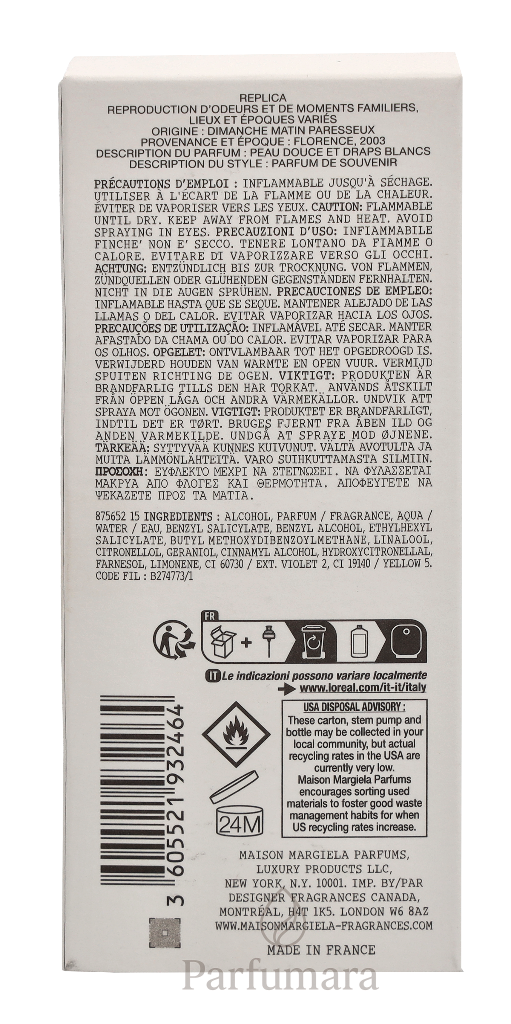 REPLICA
REPRODUCTION D'ODEURS ET DE MOMENTS FAMILIERS,
LIEUX ET ÉPOQUES VARIÉS
ORIGINE : DIMANCHE MATIN PARESSEUX
PROVENANCE ET ÉPOQUE : FLORENCE, 2003
DESCRIPTION DU PARFUM : PEAU DOUCE ET DRAPS BLANCS
DESCRIPTION DU STYLE : PARFUM DE SOUVENIR
PRÉCAUTIONS D'EMPLOI : INFLAMMABLE JUSQU'À SÉCHAGE.
UTILISER À L'ÉCART DE LA FLAMME OU DE LA CHALEUR.
ÉVITER DE VAPORISER VERS LES YEUX. CAUTION: FLAMMABLE
UNTIL DRY. KEEP AWAY FROM FLAMES AND HEAT. AVOID
SPRAYING IN EYES. PRECAUZIONI D'USO: INFIAMMABILE
FINCHE' NON E' SECCO. TENERE LONTANO DA FIAMME O
CALORE. EVITARE DI VAPORIZZARE VERSO GLI OCCHI.
ACHTUNG: ENTZÜNDLICH BIS ZUR TROCKNUNG. VON FLAMMEN,
ZÜNDQUELLEN ODER GLÜHENDEN GEGENSTÄNDEN FERNHALTEN.
NICHT IN DIE AUGEN SPRÜHEN. PRECAUCIONES DE EMPLEO:
INFLAMABLE HASTA QUE SE SEQUE. MANTENER ALEJADO DE LAS
LLAMAS O DEL CALOR. EVITAR VAPORIZAR HACIA LOS OJOS.
PRECAUÇÕES DE UTILIZAÇÃO: INFLAMÁVEL ATÉ SECAR. MANTER
AFASTADO DA CHAMA OU DO CALOR. EVITAR VAPORIZAR PARA
OS OLHOS. OPGELET: ONTVLAMBAAR TOT HET OPGEDROOGD IS.
VERWIJDERD HOUDEN VAN WARMTE EN OPEN VUUR. VERMIJD
SPUITEN RICHTING DE OGEN. VIKTIGT: PRODUKTEN ÄR
BRANDFARLIG TILLS DEN HAR TORKAT. ANVÄNDS ÅTSKILT
FRÅN ÖPPEN LÅGA OCH ANDRA VÄRMEKÄLLOR. UNDVIK ATT
SPRAYA MOT ÖGONEN. VIGTIGT: PRODUKTET ER BRANDFARLIGT,
INDTIL DET ER TØRT. BRUGES FJERNT FRA ÅBEN ILD OG
ANDEN VARMEKILDE. UNDGÅ AT SPRAYE MOD ØJNENE.
TÄRKEÄÄ: SYTTYVÄÄ KUNNES KUIVUNUT. VÄLTÄ AVOTULTA JA
MUITA LÄMMÖNLÄHTEITÄ. VARO SUIHKUTTAMASTA SILMIIN.
ΠΡΟΣΟΧΗ: ΕΥΦΛΕΚΤΟ ΜΕΧΡΙ ΝΑ ΣΤΕΓΝΩΣΕΙ. ΝΑ ΦΥΛΑΣΣΕΤΑΙ
ΜΑΚΡΥΑ ΑΠΟ ΦΛΟΓΕΣ ΚΑΙ ΘΕΡΜΟΤΗΤΑ. ΑΠΟΦΕΥΓΕΤΕ ΝΑ
ΨΕΚΑΖΕΤΕ ΠΡΟΣ ΤΑ ΜΑΤΙΑ.
875652 15 INGREDIENTS : ALCOHOL, PARFUM / FRAGRANCE, AQUA /
WATER / EAU, BENZYL SALICYLATE, BENZYL ALCOHOL, ETHYLHEXYL
SALICYLATE, BUTYL METHOXYDIBENZOYLMETHANE, LINALOOL,
CITRONELLOL, GERANIOL, CINNAMYL ALCOHOL, HYDROXYCITRONELLAL,
FARNESOL, LIMONENE, CI 60730 / EXT. VIOLET 2, CI 19140 / YELLOW 5.
CODE FIL : B274773/1
FR
+
IT Le indicazioni possono variare localmente
www.loreal.com/it-it/italy
3 605521 932464
24M
USA DISPOSAL ADVISORY :
These carton, stem pump and
bottle may be collected in your
local community, but actual
recycling rates in the USA are
currently very low.
Maison Margiela Parfums
encourages sorting used
materials to foster good waste
management habits for when
US recycling rates increase.
MAISON MARGIELA PARFUMS,
LUXURY PRODUCTS LLC,
NEW YORK, N.Y. 10001. IMP. BY/PAR
DESIGNER FRAGRANCES CANADA,
MONTRÉAL, H4T 1K5. LONDON W6 8AZ
WWW.MAISONMARGIELA-FRAGRANCES.COM
MADE IN FRANCE
Parfumara